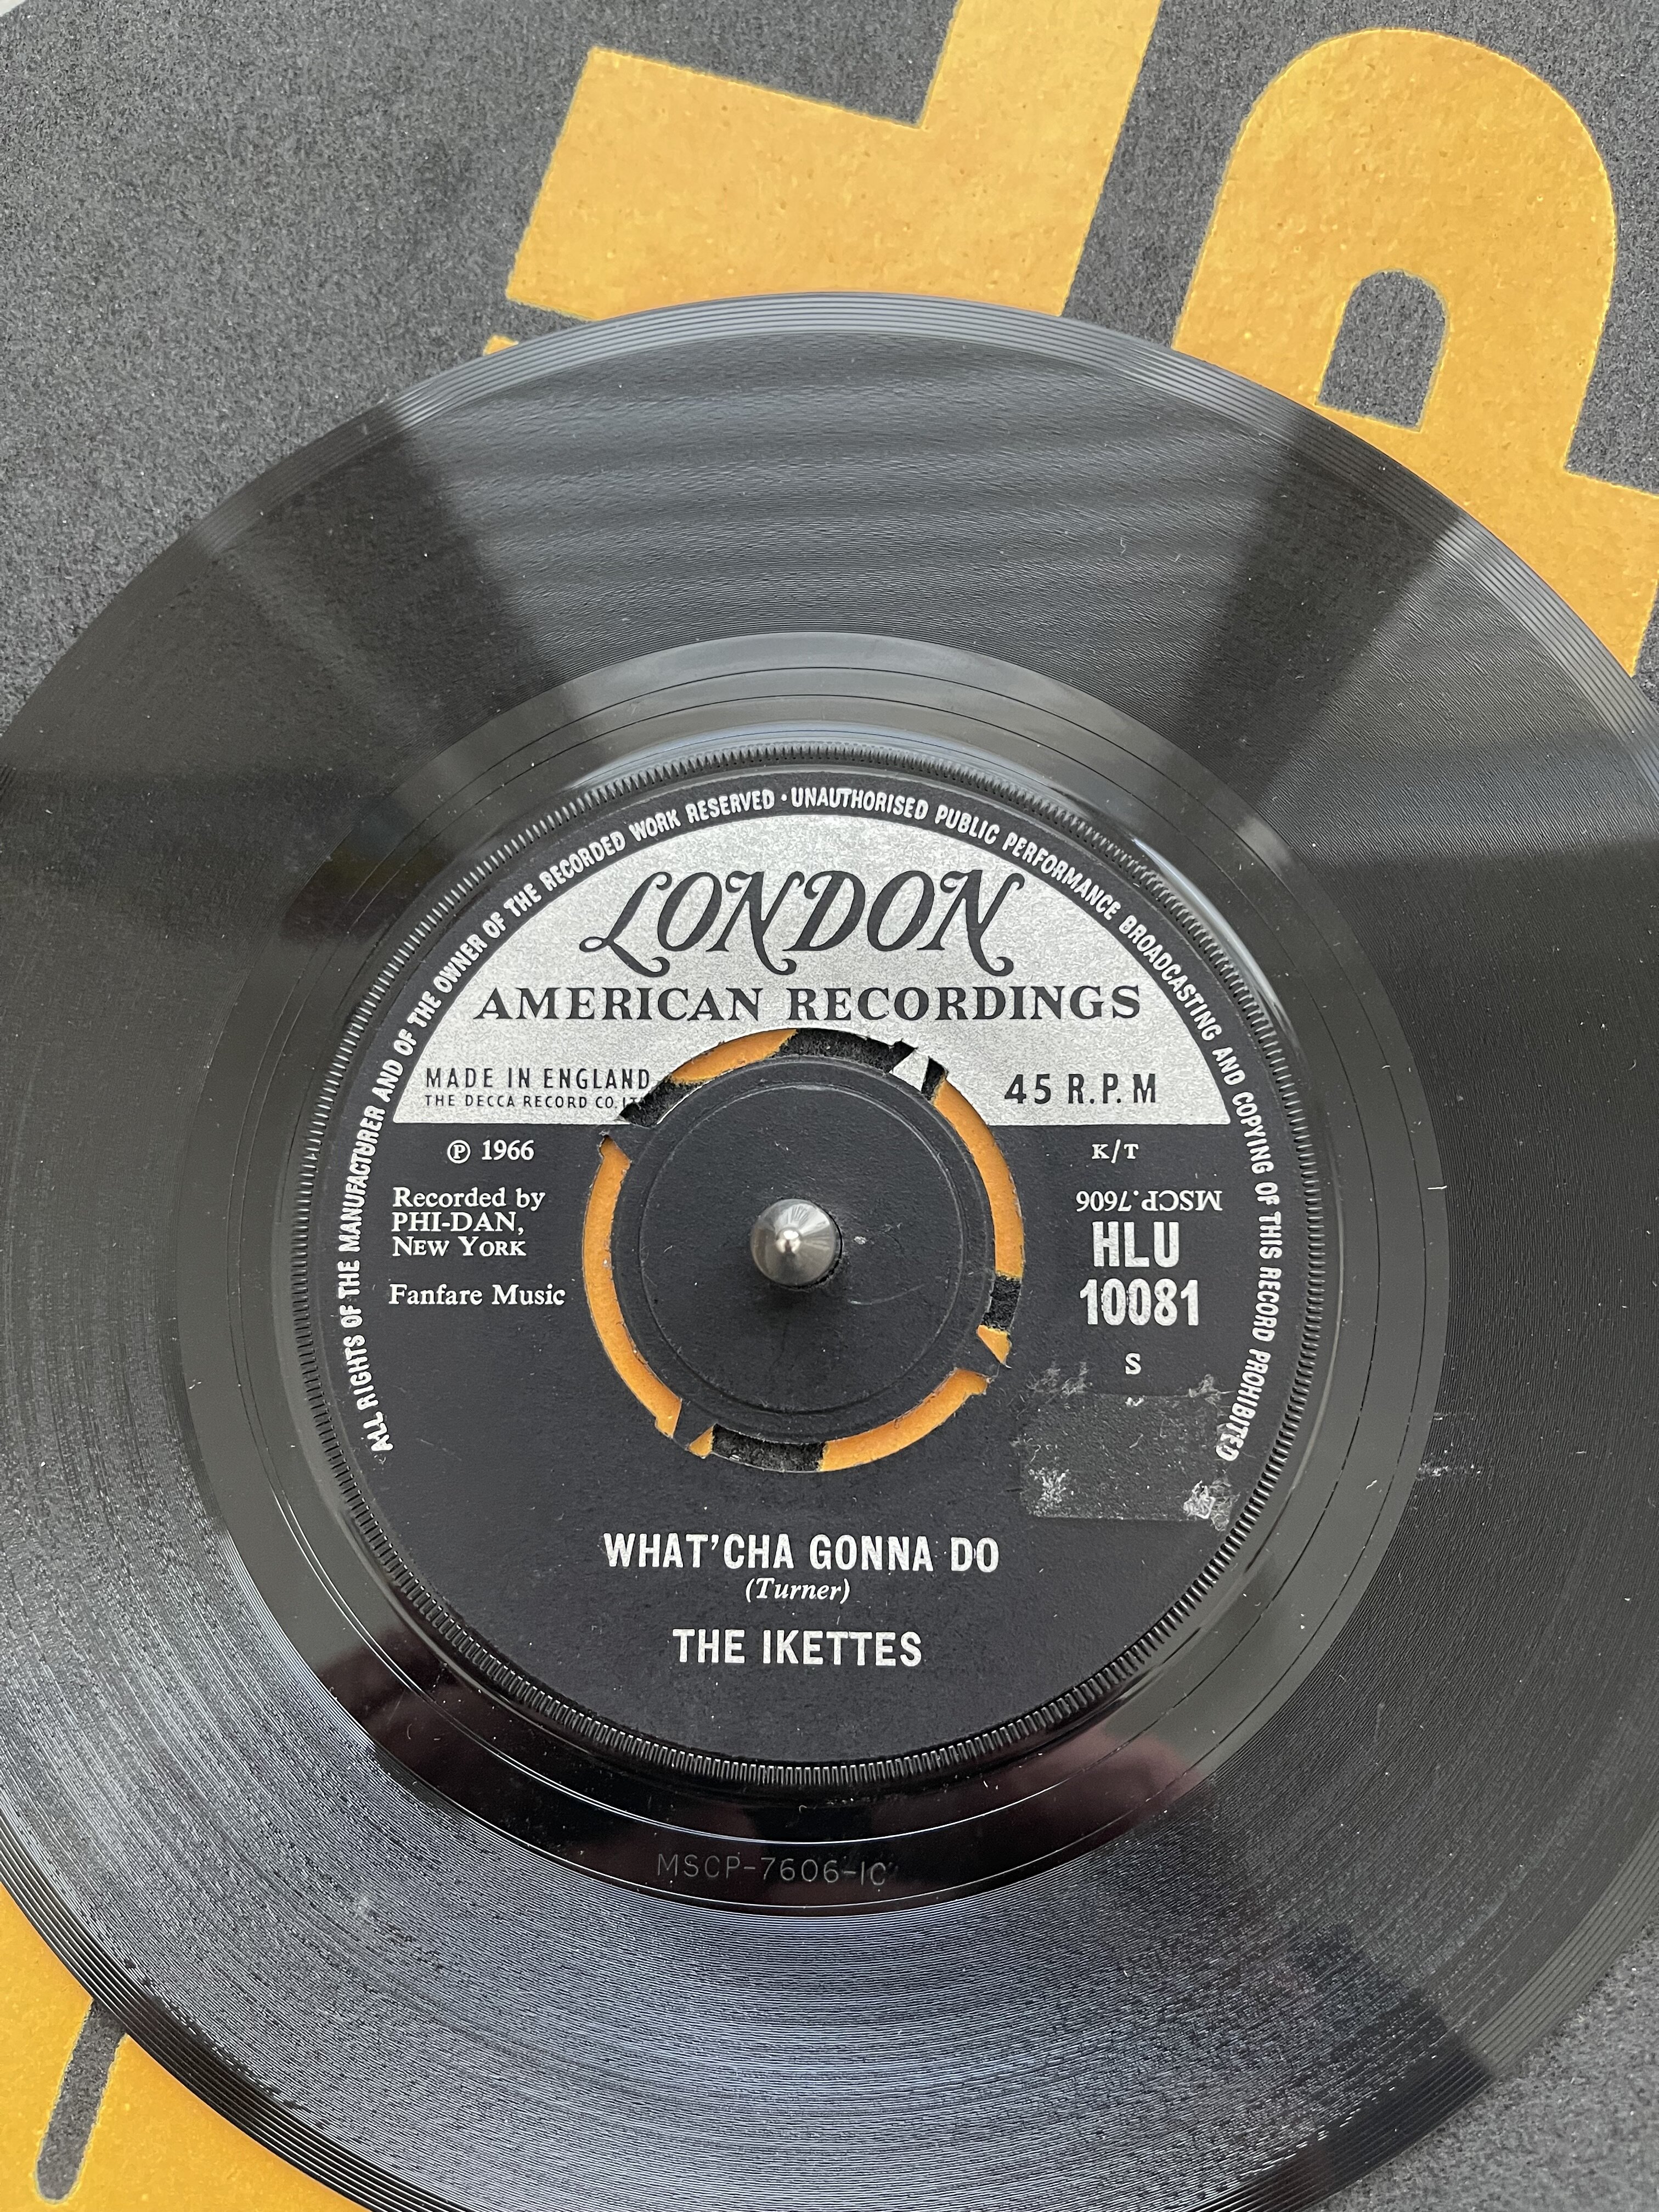 ALL RIGHTS OF THE MANUFACTURER AND OF THE OWNER OF THE RECORDED WORK RESERVED · UNAUTHORISED PUBLIC PERFORMANCE BROADCASTING AND COPYING OF THIS RECORD PROHIBITED
LONDON
AMERICAN RECORDINGS
MADE IN ENGLAND
THE DECCA RECORD CO.
45 R.P.M
℗ 1966
K/T
Recorded by
PHI-DAN,
NEW YORK
Fanfare Music
MSCP.7606
HLU
10081
S
WHAT'CHA GONNA DO
(Turner)
THE IKETTES
MSCP-7606-1C